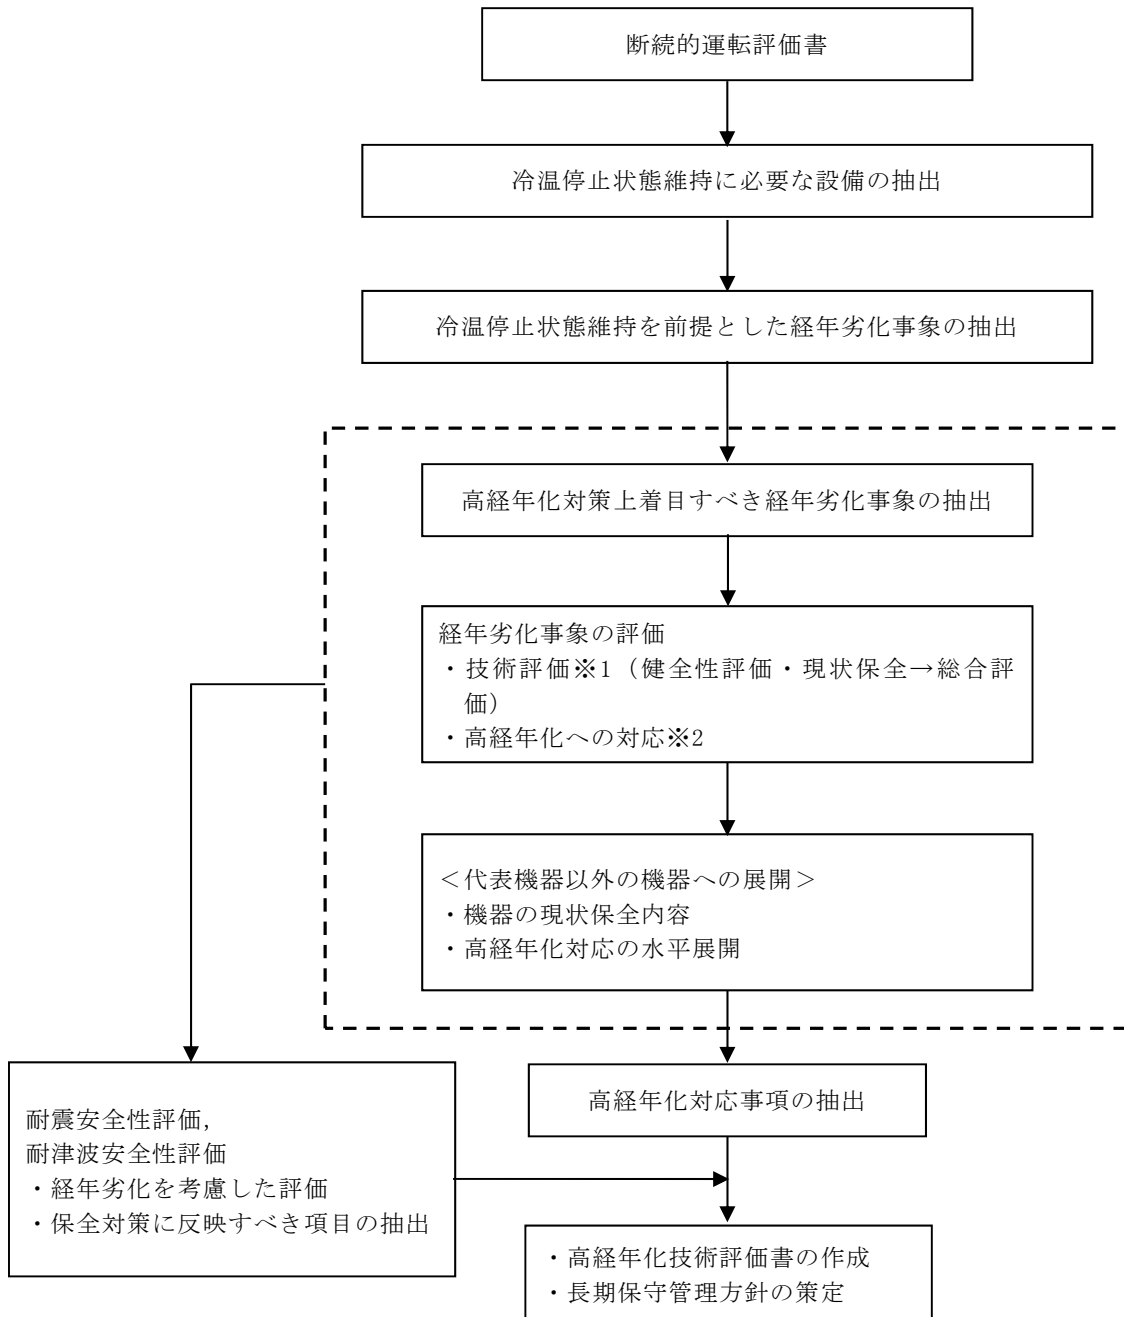 断続的運転評価書
冷温停止状態維持に必要な設備の抽出
冷温停止状態維持を前提とした経年劣化事象の抽出
高経年化対策上着目すべき経年劣化事象の抽出
経年劣化事象の評価
・技術評価※1（健全性評価・現状保全→総合評
価）
・高経年化への対応※2
＜代表機器以外の機器への展開＞
・機器の現状保全内容
・高経年化対応の水平展開
高経年化対応事項の抽出
耐震安全性評価，
耐津波安全性評価
・経年劣化を考慮した評価
・保全対策に反映すべき項目の抽出
・高経年化技術評価書の作成
・長期保守管理方針の策定